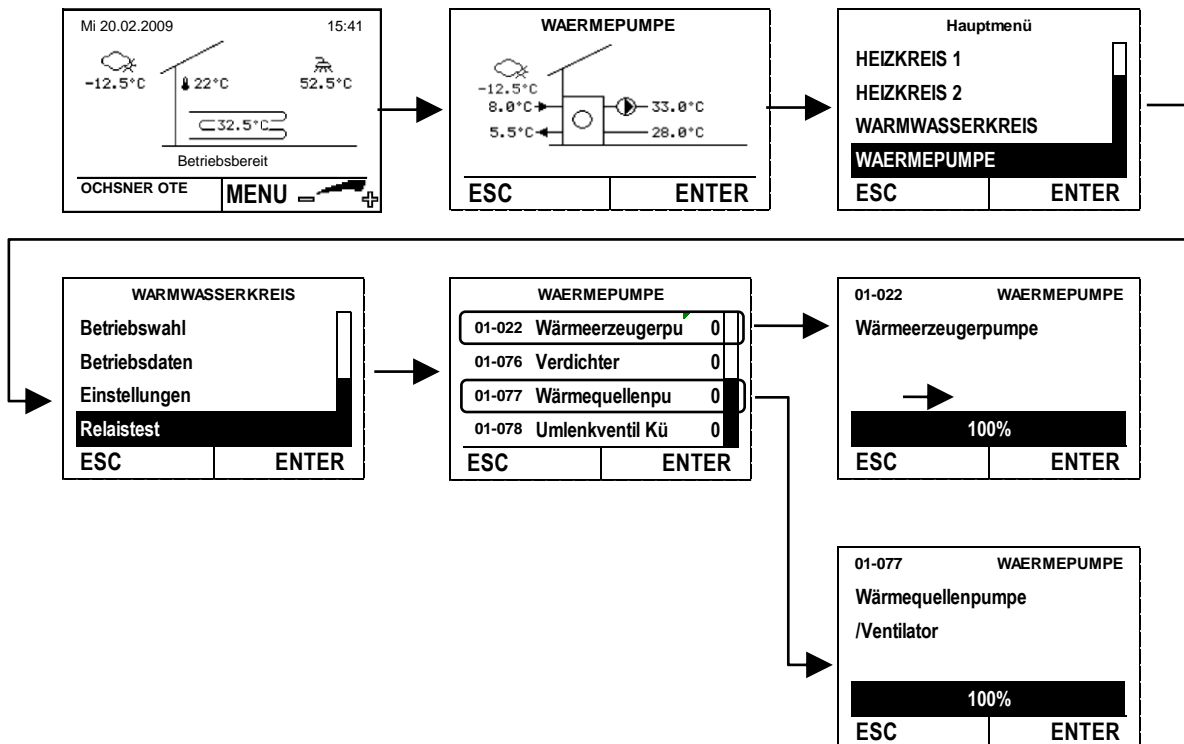 Mi 20.02.2009 15:41
-12.5°C 22°C 52.5°C
32.5°C
Betriebsbereit
OCHSNER OTE MENU
WAERMEPUMPE
-12.5°C
8.0°C 33.0°C
5.5°C 28.0°C
ESC ENTER
Hauptmenü
HEIZKREIS 1
HEIZKREIS 2
WARMWASSERKREIS
WAERMEPUMPE
ESC ENTER
WARMWASSERKREIS
Betriebswahl
Betriebsdaten
Einstellungen
Relaistest
ESC ENTER
WAERMEPUMPE
01-022 Wärmeerzeugerpu 0
01-076 Verdichter 0
01-077 Wärmequellenpu 0
01-078 Umlenkventil Kü 0
ESC ENTER
01-022 WAERMEPUMPE
Wärmeerzeugerpumpe
100%
ESC ENTER
01-077 WAERMEPUMPE
Wärmequellenpumpe
/Ventilator
100%
ESC ENTER